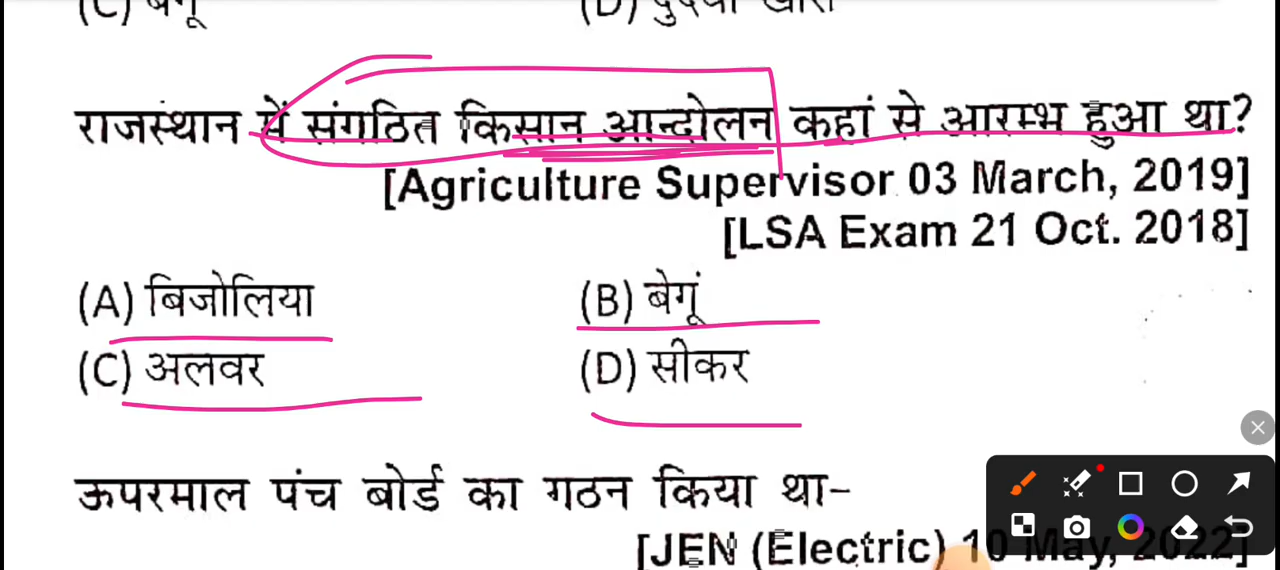 (C) बेगूं
राजस्थान में संगठित किसान आन्दोलन कहां से आरम्भ हुआ था?
[Agriculture Supervisor 03 March, 2019]
[LSA Exam 21 Oct. 2018]
(A) बिजोलिया (B) बेगूं
(C) अलवर (D) सीकर
ऊपरमाल पंच बोर्ड का गठन किया था–
[JEN (Electric) 10 May, 2022]